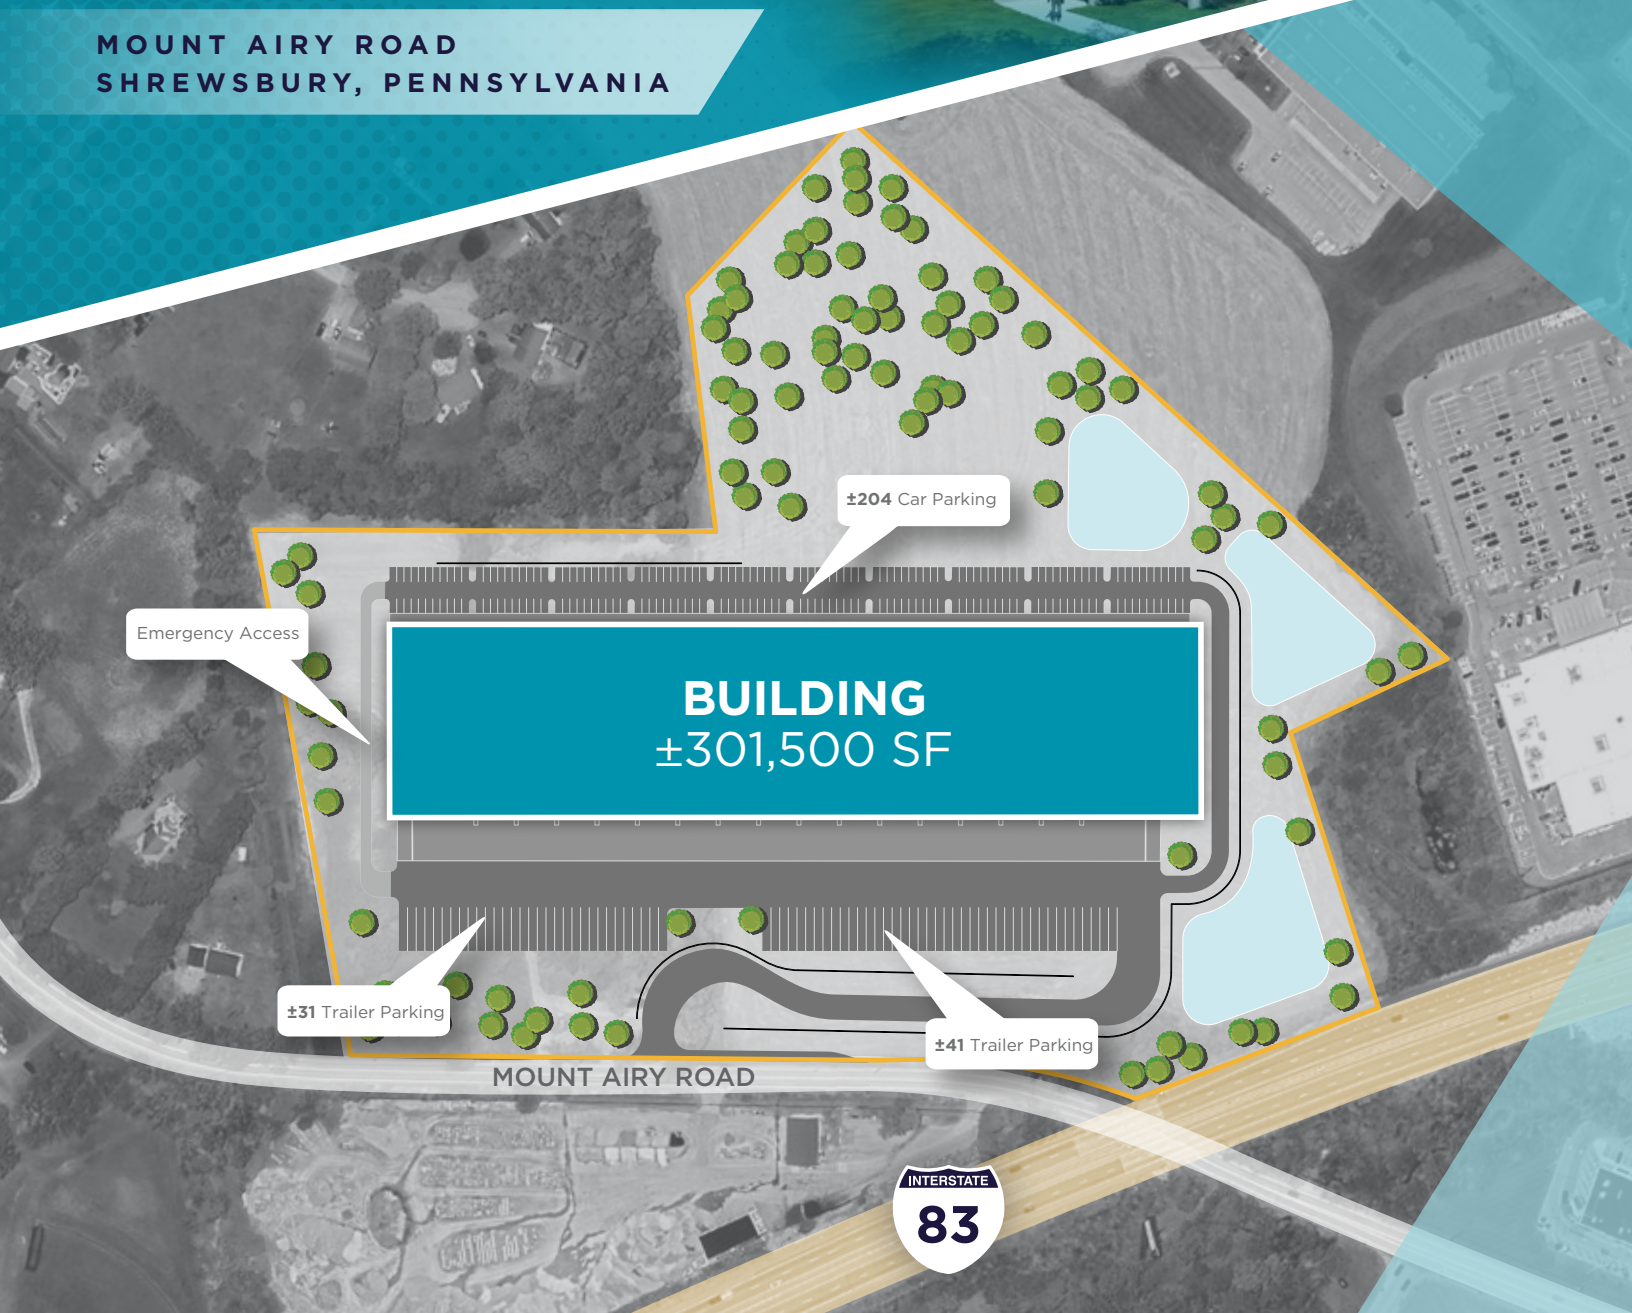 MOUNT AIRY ROAD
SHREWSBURY, PENNSYLVANIA
±204 Car Parking
Emergency Access
BUILDING
±301,500 SF
±31 Trailer Parking
±41 Trailer Parking
MOUNT AIRY ROAD
INTERSTATE
83